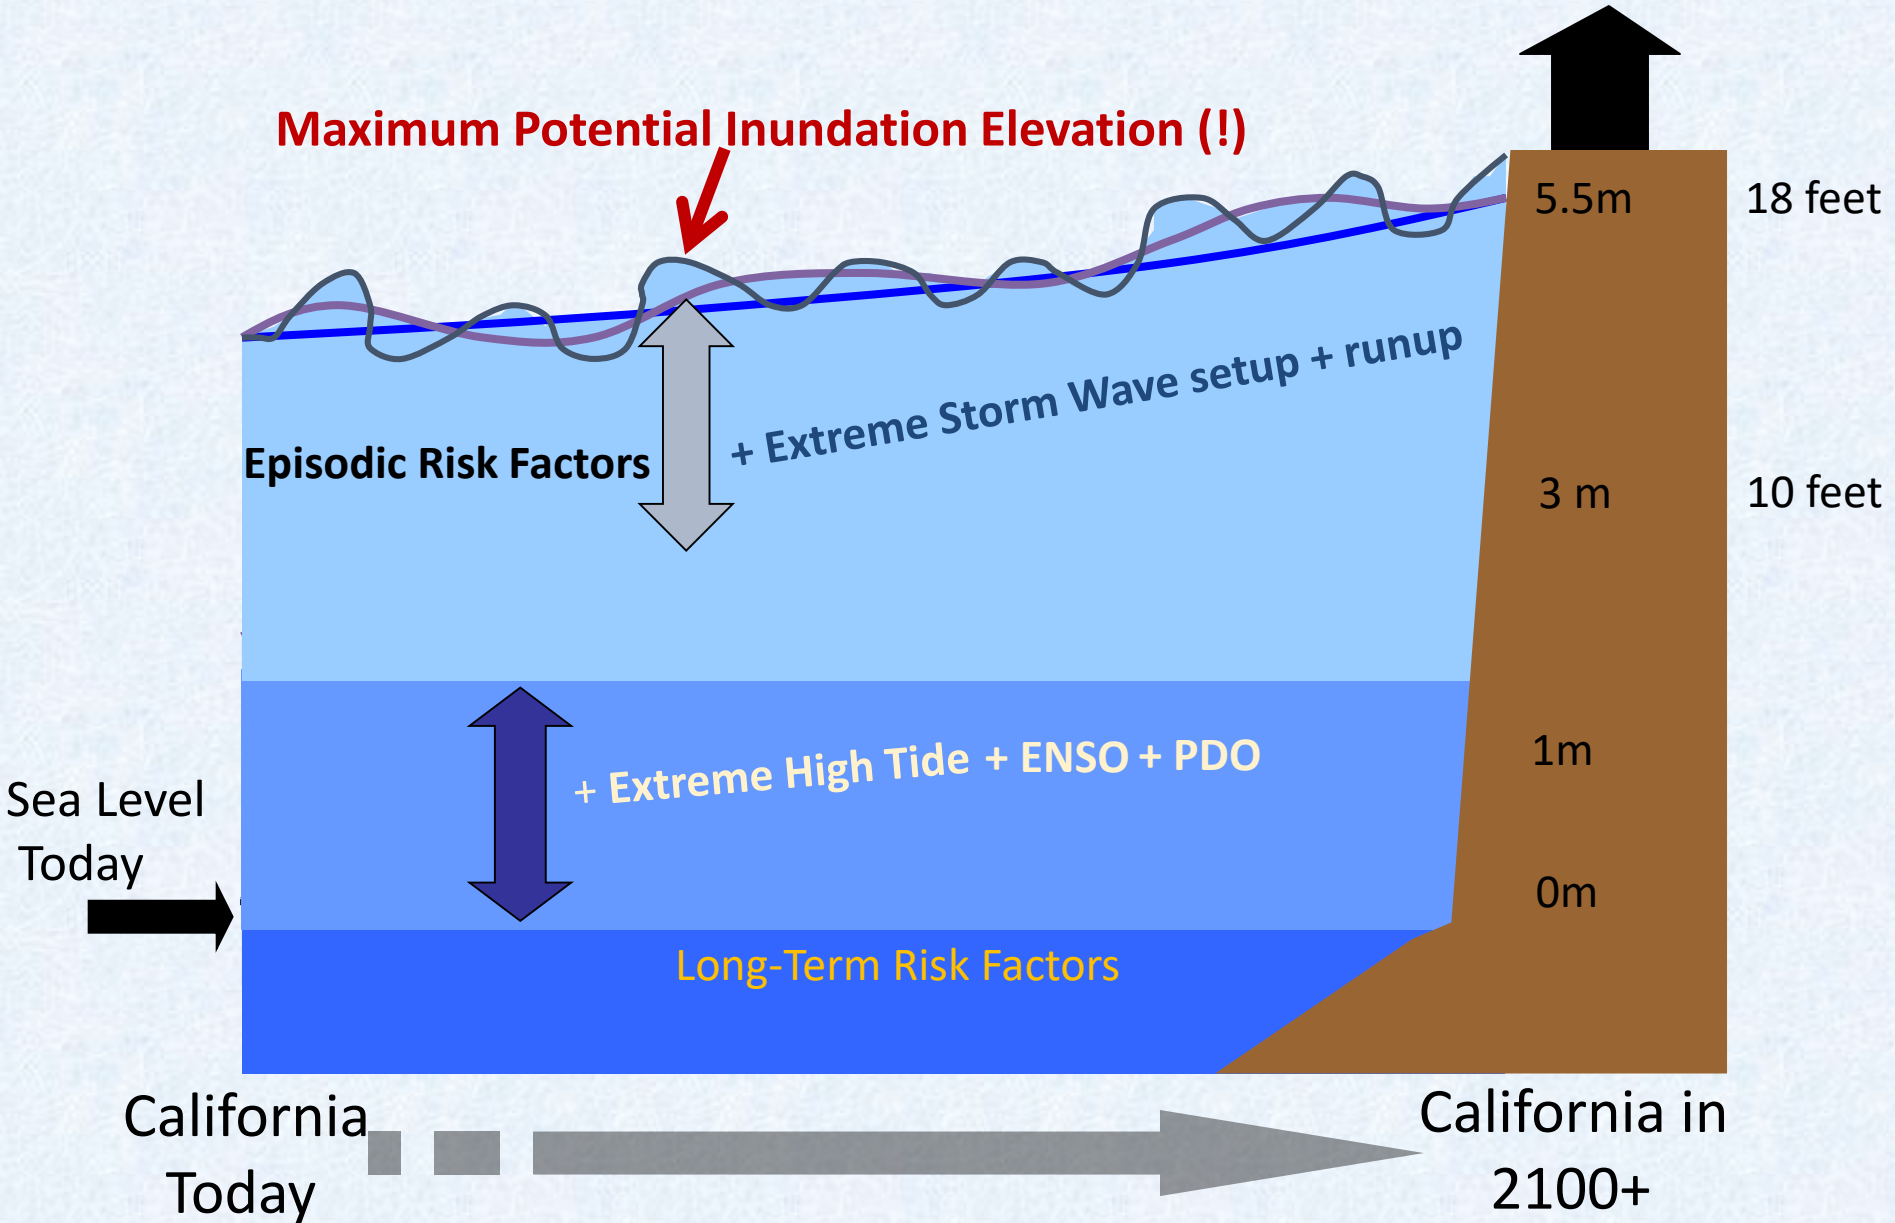 Maximum Potential Inundation Elevation (!)
5.5m
18 feet
+ Extreme Storm Wave setup + runup
Episodic Risk Factors
3 m
10 feet
+ Extreme High Tide + ENSO + PDO
1m
Sea Level
Today
0m
Long-Term Risk Factors
California
Today
California in
2100+